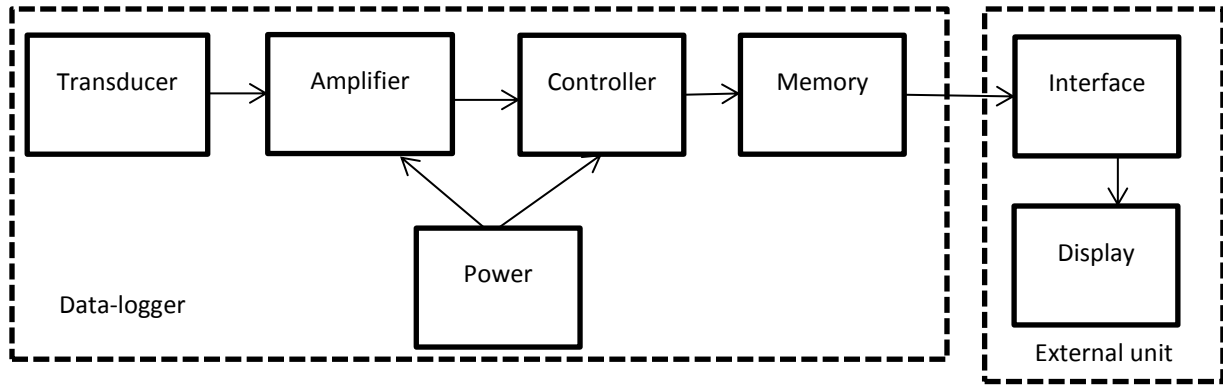 Transducer
Amplifier
Controller
Memory
Interface
Power
Display
Data-logger
External unit